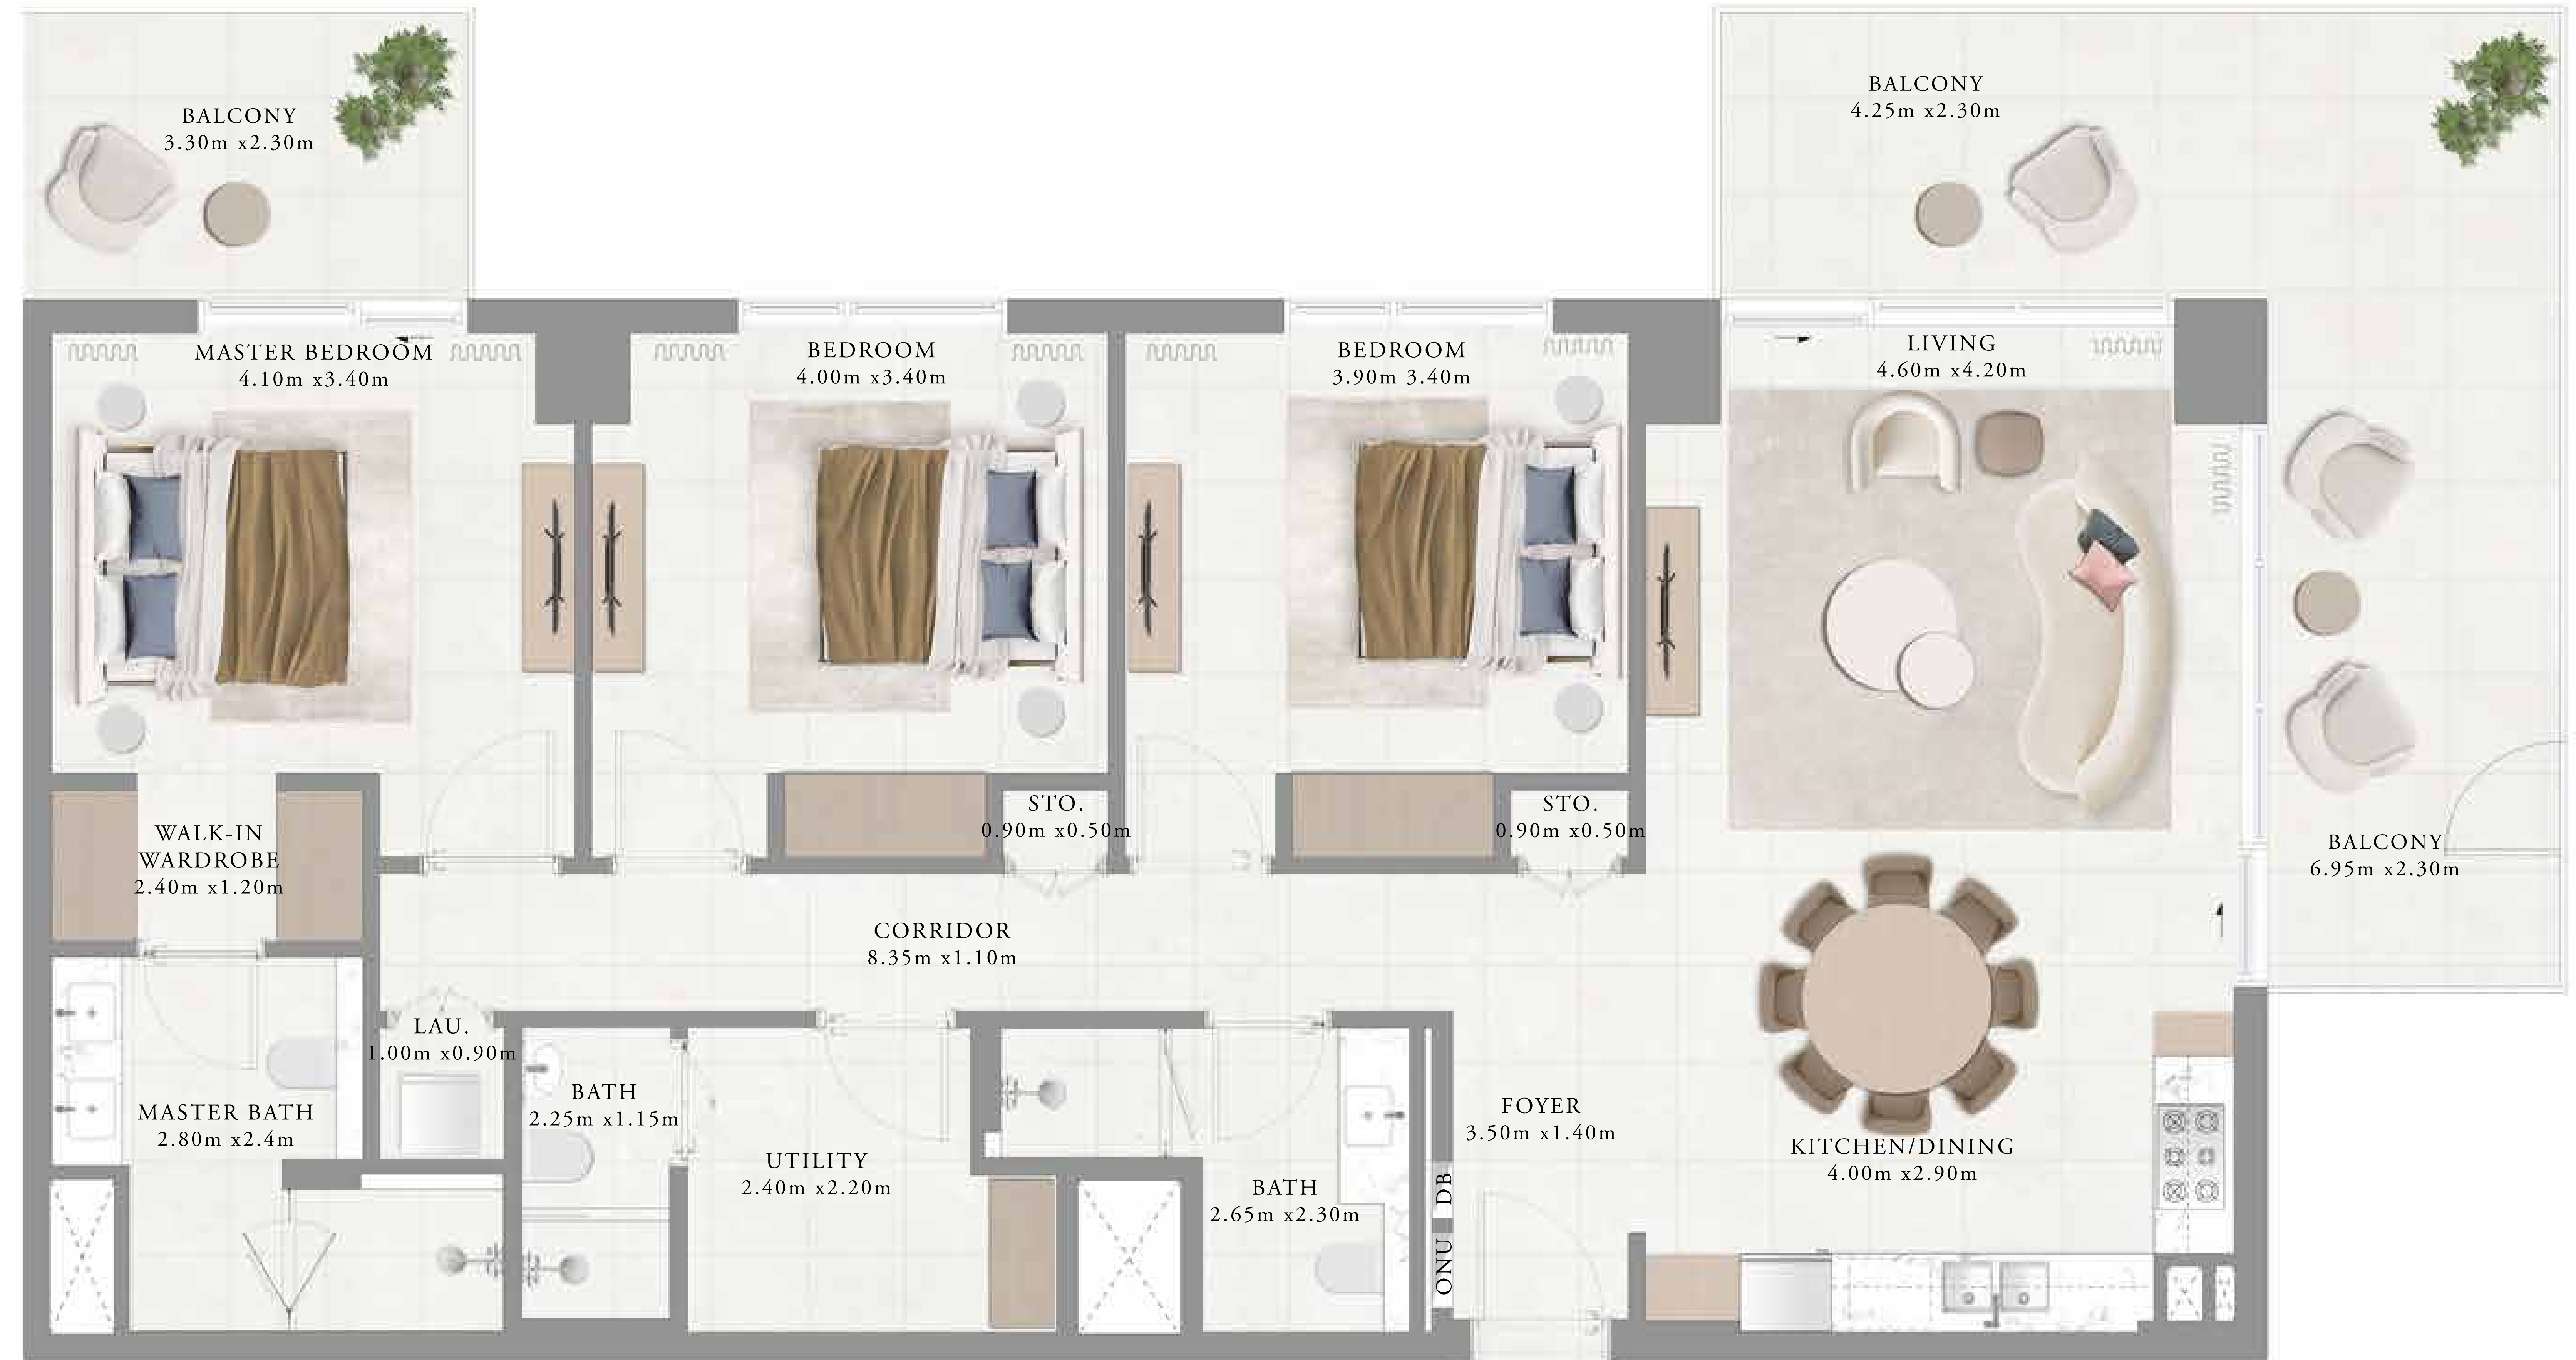 BALCONY
3.30m x2.30m
BALCONY
4.25m x2.30m
MASTER BEDROOM
4.10m x3.40m
BEDROOM
4.00m x3.40m
BEDROOM
3.90m 3.40m
LIVING
4.60m x4.20m
WALK-IN
WARDROBE
2.40m x1.20m
STO.
0.90m x0.50m
STO.
0.90m x0.50m
BALCONY
6.95m x2.30m
CORRIDOR
8.35m x1.10m
LAU.
1.00m x0.90m
MASTER BATH
2.80m x2.4m
BATH
2.25m x1.15m
UTILITY
2.40m x2.20m
BATH
2.65m x2.30m
FOYER
3.50m x1.40m
KITCHEN/DINING
4.00m x2.90m
DB
ONU